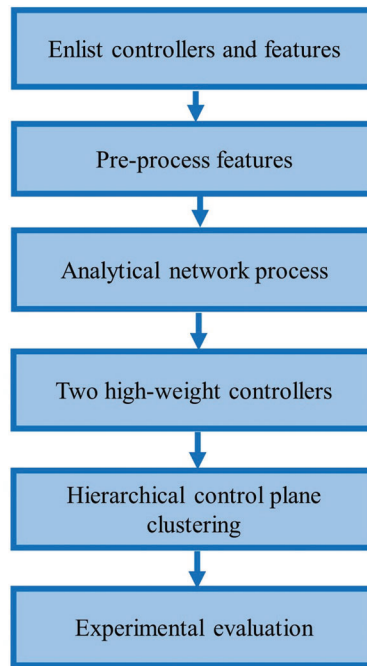 Enlist controllers and features
Pre-process features
Analytical network process
Two high-weight controllers
Hierarchical control plane
clustering
Experimental evaluation